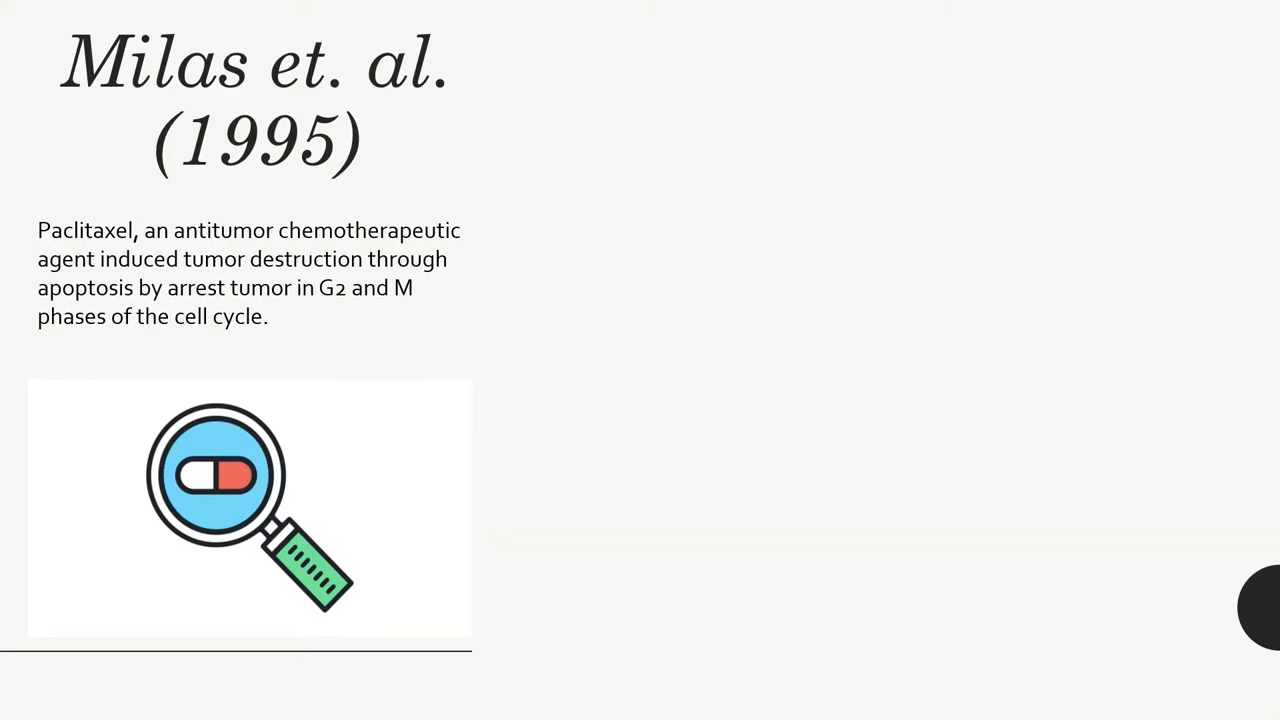 Milas et. al.
(1995)
Paclitaxel, an antitumor chemotherapeutic
agent induced tumor destruction through
apoptosis by arrest tumor in G2 and M
phases of the cell cycle.